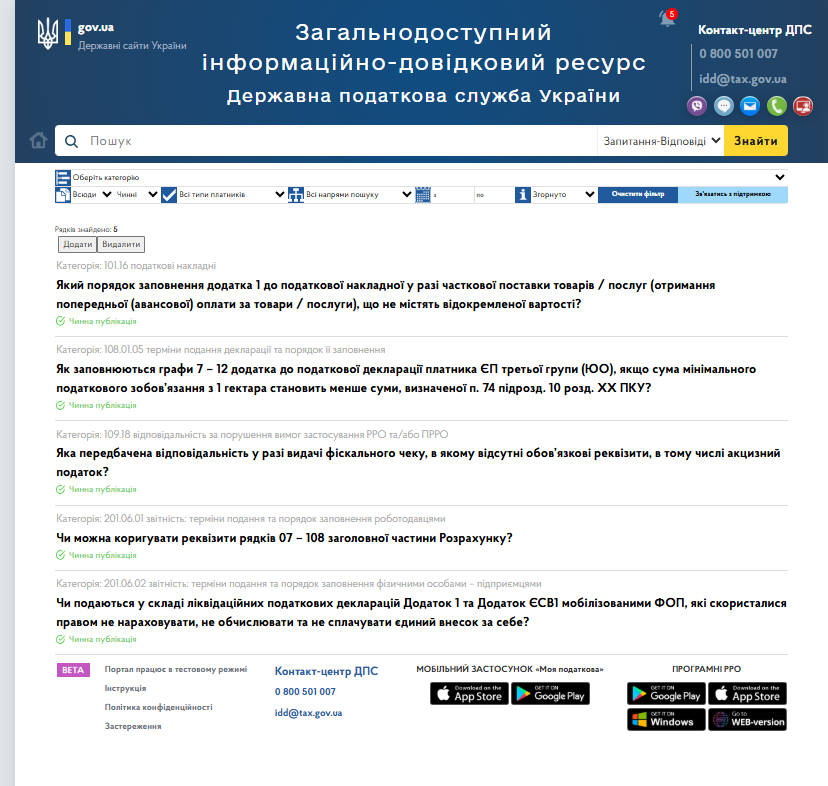 gov.ua
Державні сайти України
Загальнодоступний
інформаційно-довідковий ресурс
Державна податкова служба України
5
Контакт-центр ДПС
0 800 501 007
idd@tax.gov.ua
Пошук
Запитання-Відповіді
Знайти
Оберіть категорію
Всюди
Чинні
Всі типи платників
Всі напрями пошуку
з
по
Згорнуто
Очистити фільтр
Зв'язатись з підтримкою
Рядків знайдено: 5
Додати Видалити
Категорія: 101.16 податкові накладні
Який порядок заповнення додатка 1 до податкової накладної у разі часткової поставки товарів / послуг (отримання
попередньої (авансової) оплати за товари / послуги), що не містять відокремленої вартості?
Чинна публікація
Категорія: 108.01.05 терміни подання декларації та порядок її заповнення
Як заповнюються графи 7 – 12 додатка до податкової декларації платника ЄП третьої групи (ЮО), якщо сума мінімального
податкового зобов'язання з 1 гектара становить менше суми, визначеної п. 74 підрозд. 10 розд. XX ПКУ?
Чинна публікація
Категорія: 109.18 відповідальність за порушення вимог застосування РРО та/або ПРРО
Яка передбачена відповідальність у разі видачі фіскального чеку, в якому відсутні обов'язкові реквізити, в тому числі акцизний
податок?
Чинна публікація
Категорія: 201.06.01 звітність: терміни подання та порядок заповнення роботодавцями
Чи можна коригувати реквізити рядків 07 – 108 заголовної частини Розрахунку?
Чинна публікація
Категорія: 201.06.02 звітність: терміни подання та порядок заповнення фізичними особами – підприємцями
Чи подаються у складі ліквідаційних податкових декларацій Додаток 1 та Додаток ЄСВ1 мобілізованими ФОП, які скористалися
правом не нараховувати, не обчислювати та не сплачувати єдиний внесок за себе?
Чинна публікація
BETA
Портал працює в тестовому режимі
Інструкція
Політика конфіденційності
Застереження
Контакт-центр ДПС
0 800 501 007
idd@tax.gov.ua
МОБІЛЬНИЙ ЗАСТОСУНОК «Моя податкова»
Download on the
App Store
GET IT ON
Google Play
ПРОГРАМНІ РРО
GET IT ON
Google Play
Download on the
App Store
GET IT ON
Windows
Go to
WEB-version